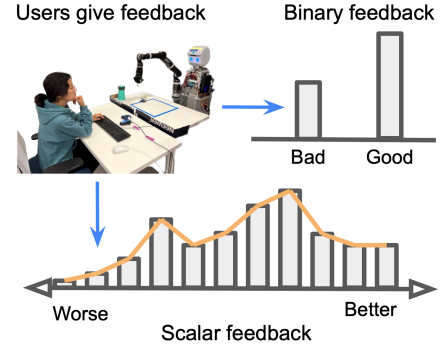 Users give feedback
Binary feedback
Bad
Good
Worse
Better
Scalar feedback